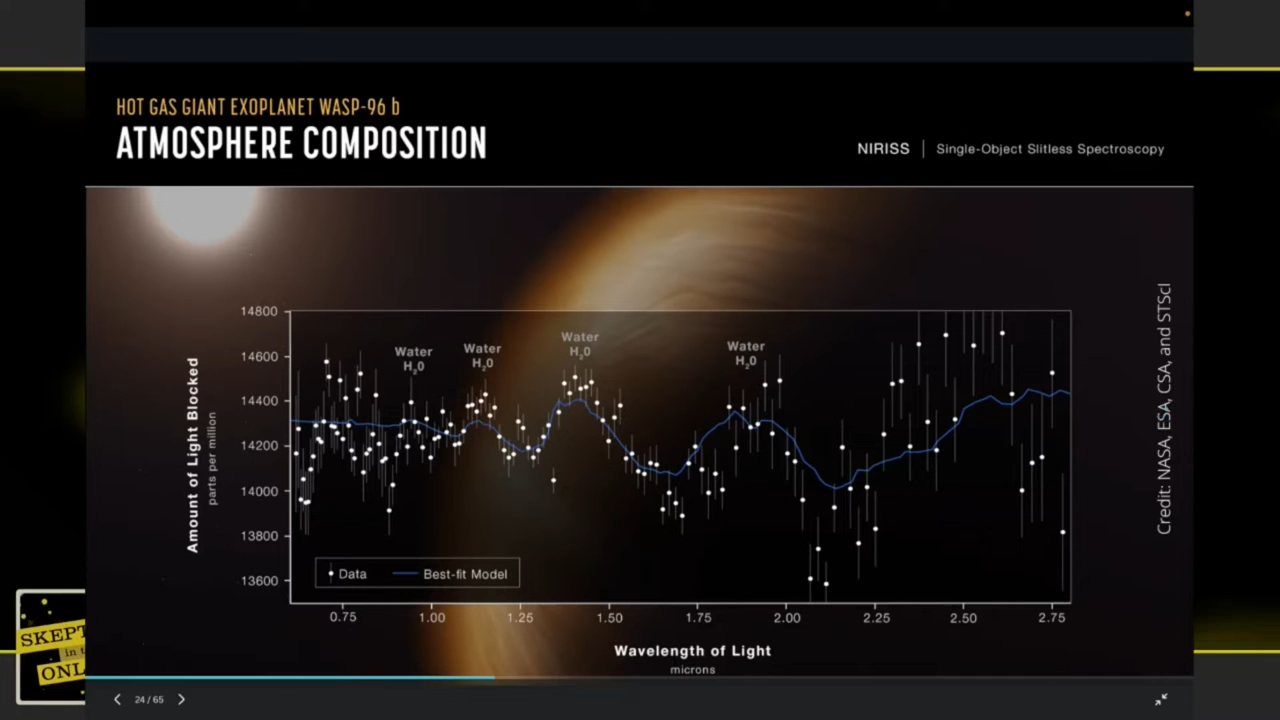 HOT GAS GIANT EXOPLANET WASP-96 b
ATMOSPHERE COMPOSITION
NIRISS | Single-Object Slitless Spectroscopy
14800
14600
14400
14200
14000
13800
13600
Amount of Light Blocked
parts per million
Water
H₂O
Water
H₂O
Water
H₂O
Water
H₂O
Data
Best-fit Model
0.75 1.00 1.25 1.50 1.75 2.00 2.25 2.50 2.75
Wavelength of Light
microns
Credit: NASA, ESA, CSA, and STScI
SKEPT
in t
ONL
24 / 65